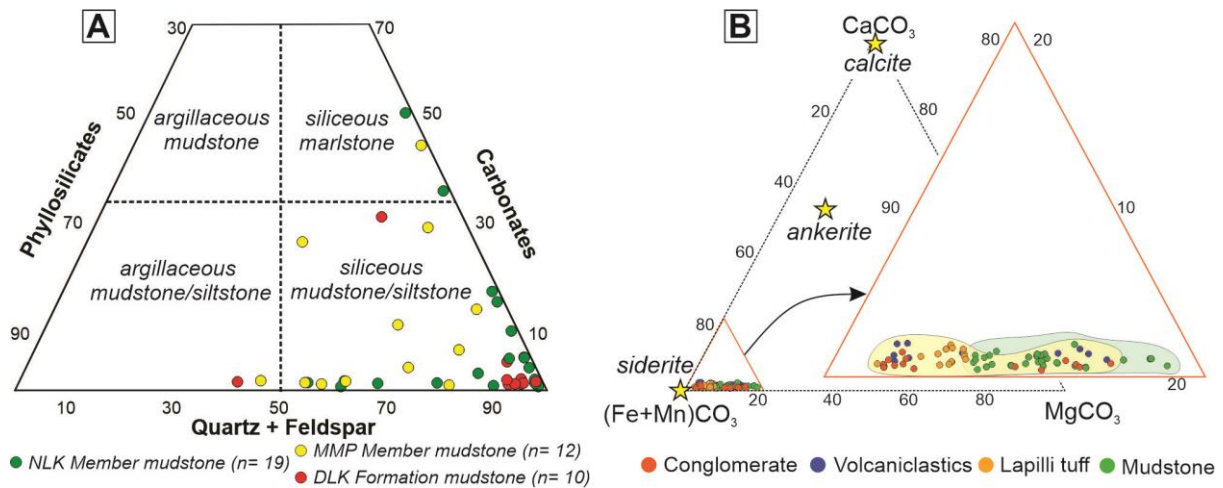 A
30
70
50
argillaceous
mudstone
siliceous
marlstone
50
Phyllosilicates
Carbonates
70
30
argillaceous
mudstone/siltstone
siliceous
mudstone/siltstone
90
10
10
30
50
70
90
Quartz + Feldspar
NLK Member mudstone (n= 19)
MMP Member mudstone (n= 12)
DLK Formation mudstone (n= 10)
B
CaCO3
calcite
80
20
20
80
40
90
10
ankerite
60
80
siderite
20
(Fe+Mn)CO3
40
60
80
MgCO3
20
Conglomerate
Volcaniclastics
Lapilli tuff
Mudstone